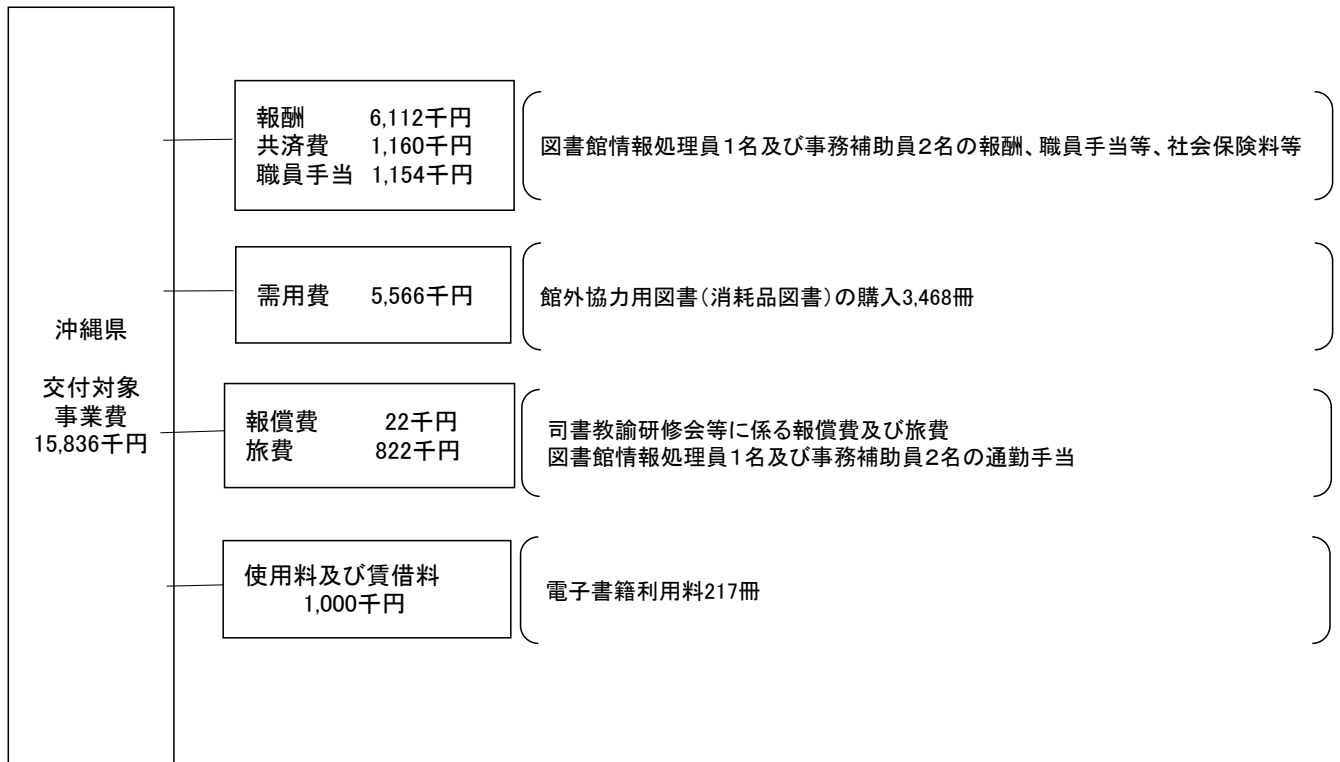 沖縄県
交付対象
事業費
15,836千円
報酬 6,112千円
共済費 1,160千円
職員手当 1,154千円
図書館情報処理員1名及び事務補助員2名の報酬、職員手当等、社会保険料等
需用費 5,566千円
館外協力用図書(消耗品図書)の購入3,468冊
報償費 22千円
旅費 822千円
司書教諭研修会等に係る報償費及び旅費
図書館情報処理員1名及び事務補助員2名の通勤手当
使用料及び賃借料
1,000千円
電子書籍利用料217冊